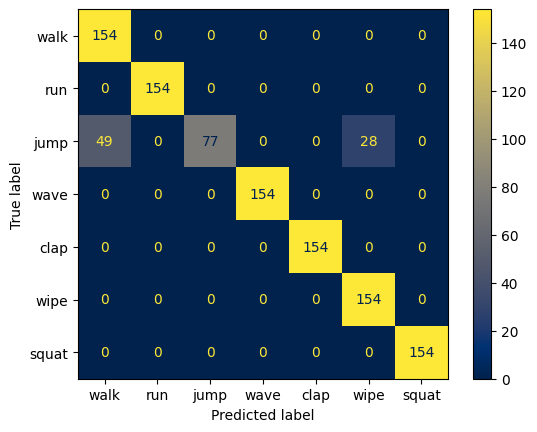 True label
walk 154 0 0 0 0 0 0
run 0 154 0 0 0 0 0
jump 49 0 77 0 0 28 0
wave 0 0 0 154 0 0 0
clap 0 0 0 0 154 0 0
wipe 0 0 0 0 0 154 0
squat 0 0 0 0 0 0 154
walk run jump wave clap wipe squat
Predicted label
140
120
100
80
60
40
20
0